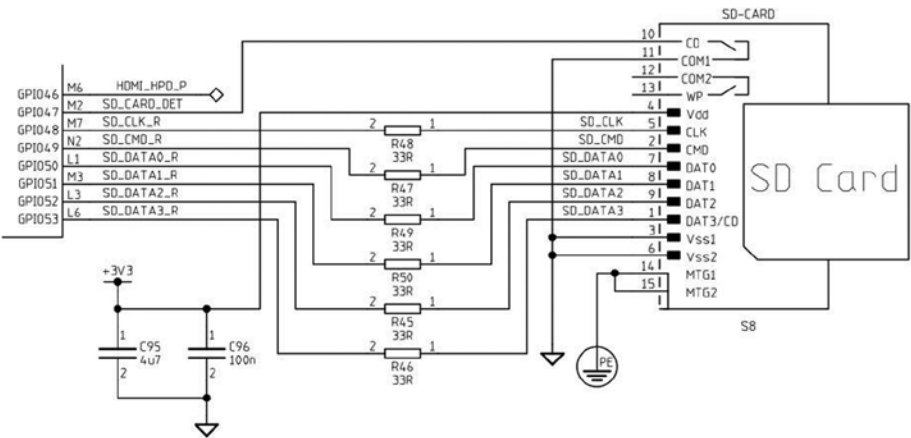 SD-CARD
10 CD
11 COM1
12 COM2
13 WP
GPIO46 M6 HDMI_HPD_P
GPIO47 M2 SD_CARD_DET
4 Vdd
GPIO48 M7 SD_CLK_R 2 1 SD_CLK 5 CLK
R48
33R
GPIO49 N2 SD_CMD_R 2 1 SD_CMD 2 CMD
R47
33R
GPIO50 L1 SD_DATA0_R 2 1 SD_DATA0 7 DAT0
R49
33R
GPIO51 M3 SD_DATA1_R 2 1 SD_DATA1 8 DAT1
R50
33R
GPIO52 L3 SD_DATA2_R 2 1 SD_DATA2 9 DAT2
R45
33R
GPIO53 L6 SD_DATA3_R 2 1 SD_DATA3 1 DAT3/CD
R46
33R
3 Vss1
6 Vss2
14 MTG1
15 MTG2
SD Card
S8
PE
+3V3
1 C95
4u7
2
1 C96
100n
2